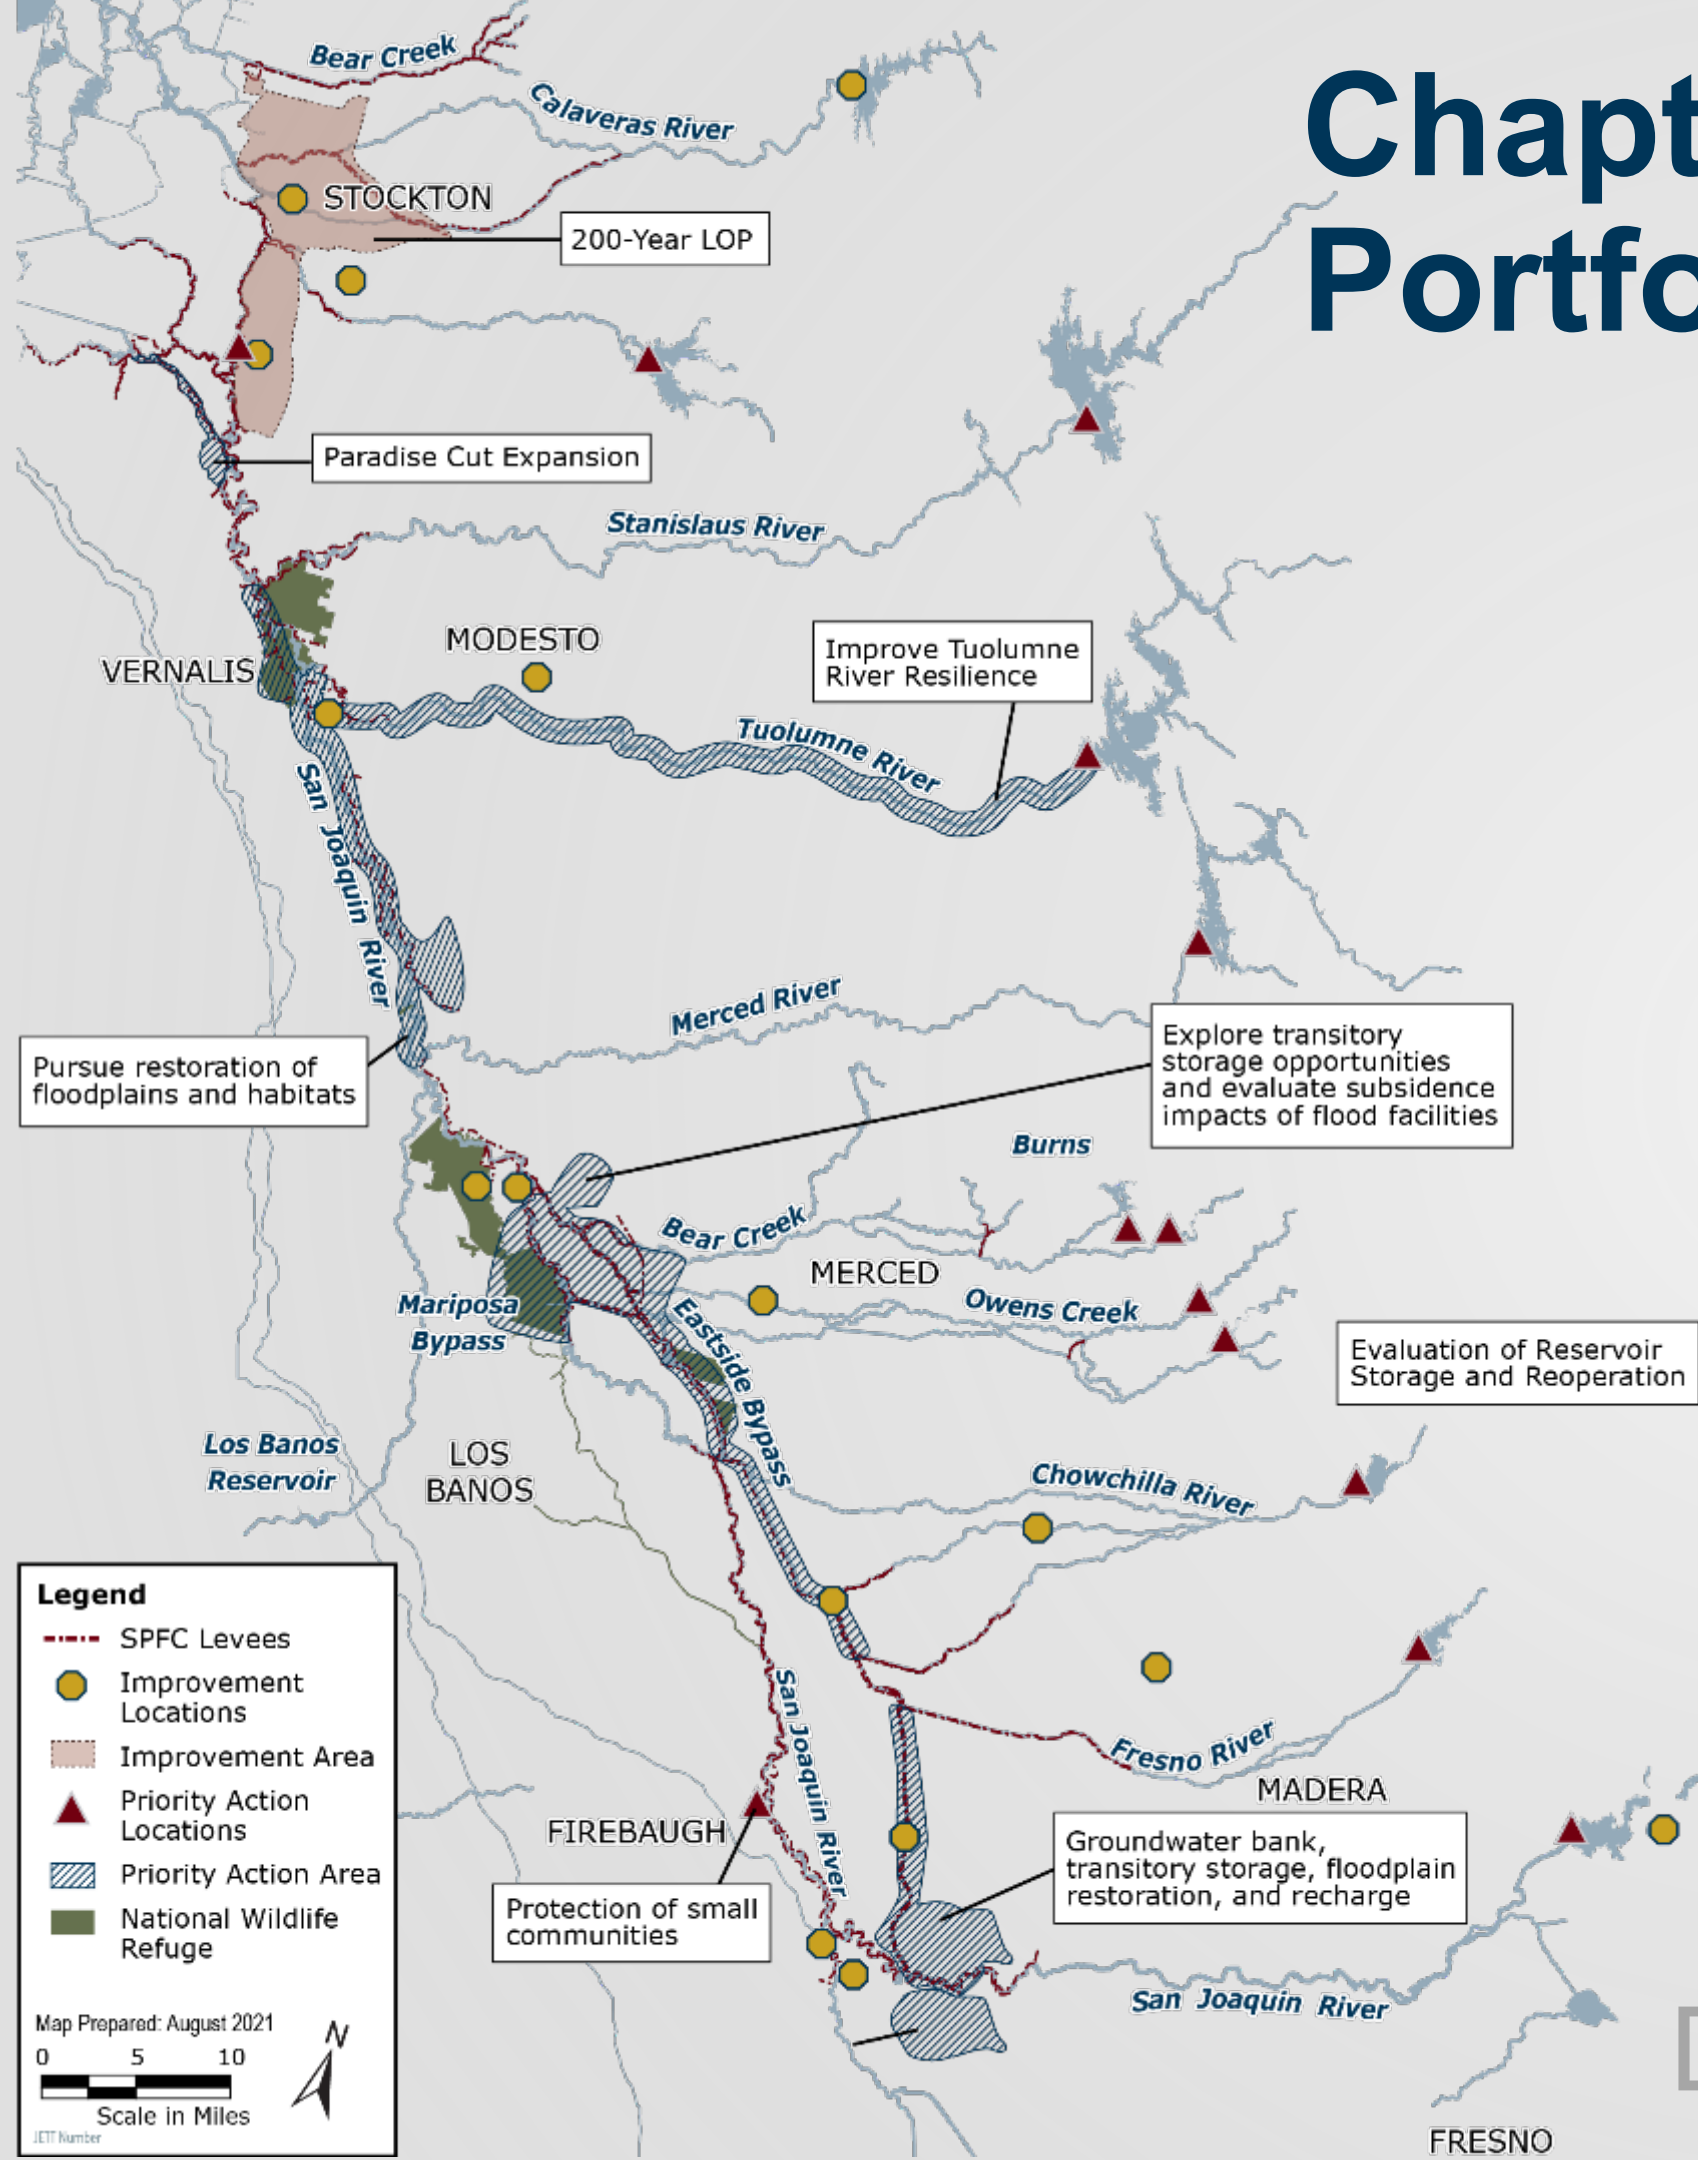 Chapt
Portfo
Bear Creek
Calaveras River
STOCKTON
200-Year LOP
Paradise Cut Expansion
Stanislaus River
MODESTO
VERNALIS
Improve Tuolumne
River Resilience
Tuolumne River
San Joaquin River
Merced River
Pursue restoration of
floodplains and habitats
Explore transitory
storage opportunities
and evaluate subsidence
impacts of flood facilities
Burns
Bear Creek
MERCED
Owens Creek
Mariposa
Bypass
Eastside Bypass
Evaluation of Reservoir
Storage and Reoperation
Los Banos
Reservoir
LOS
BANOS
Chowchilla River
San Joaquin River
Fresno River
MADERA
FIREBAUGH
Groundwater bank,
transitory storage, floodplain
restoration, and recharge
Protection of small
communities
San Joaquin River
FRESNO
Legend
SPFC Levees
Improvement
Locations
Improvement Area
Priority Action
Locations
Priority Action Area
National Wildlife
Refuge
Map Prepared: August 2021
N
0 5 10
Scale in Miles
JETT Number